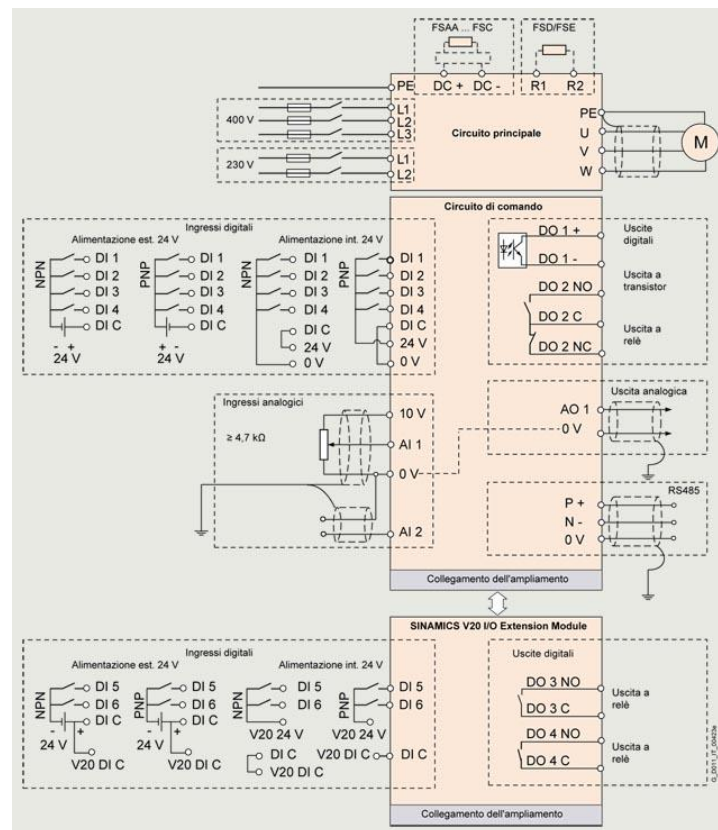 FSAA ... FSC
FSD/FSE
PE DC + DC - R1 R2
400 V
L1
L2
L3
230 V
L1
L2
Circuito principale
PE
U
V
W
M
Circuito di comando
Ingressi digitali
Alimentazione est. 24 V
Alimentazione int. 24 V
NPN
DI 1
DI 2
DI 3
DI 4
DI C
- +
24 V
PNP
DI 1
DI 2
DI 3
DI 4
DI C
+ -
24 V
NPN
DI 1
DI 2
DI 3
DI 4
DI C
24 V
0 V
PNP
DI 1
DI 2
DI 3
DI 4
DI C
24 V
0 V
DO 1 +
DO 1 -
DO 2 NO
DO 2 C
DO 2 NC
Uscite
digitali
Uscita a
transistor
Uscita a
relè
Ingressi analogici
≥ 4,7 kΩ
10 V
AI 1
0 V
AI 2
Uscita analogica
AO 1
0 V
RS485
P +
N -
0 V
Collegamento dell'ampliamento
SINAMICS V20 I/O Extension Module
Ingressi digitali
Alimentazione est. 24 V
Alimentazione int. 24 V
NPN
DI 5
DI 6
DI C
- +
24 V
V20 DI C
PNP
DI 5
DI 6
DI C
- +
24 V
V20 DI C
NPN
DI 5
DI 6
V20 24 V
DI C
V20 DI C
PNP
DI 5
DI 6
V20 24 V
V20 DI C
DI C
Uscite digitali
DO 3 NO
DO 3 C
DO 4 NO
DO 4 C
Uscita a
relè
Uscita a
relè
Collegamento dell'ampliamento
G_D011_IT_00423e